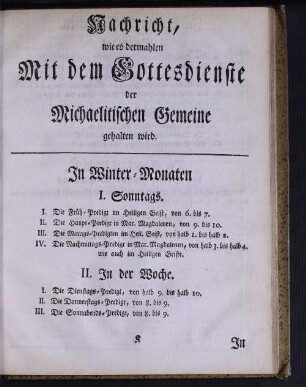 Nachricht,
wie es dermahlen
Mit dem Gottesdienste
der
Michaelitischen Gemeine
gehalten wird.
In Winter-Monaten
I. Sonntags.
I. Die Früh-Predigt im Heiligen Geist, von 6. bis 7.
II. Die Haupt-Predigt in Mar. Magdalenen, von 9. bis 10.
III. Die Mittags-Predigten im Heil. Geist, von halb 1. bis halb 2.
IV. Die Nachmittags-Predigt in Mar. Magdalenen, von halb 3. bis halb 4.
wie auch im Heiligen Geiste.
II. In der Woche.
I. Die Dienstags-Predigt, von halb 9. bis halb 10.
II. Die Donnerstags-Predigt, von 8. bis 9.
III. Die Sonnabends-Predigt, von 8. bis 9.
In